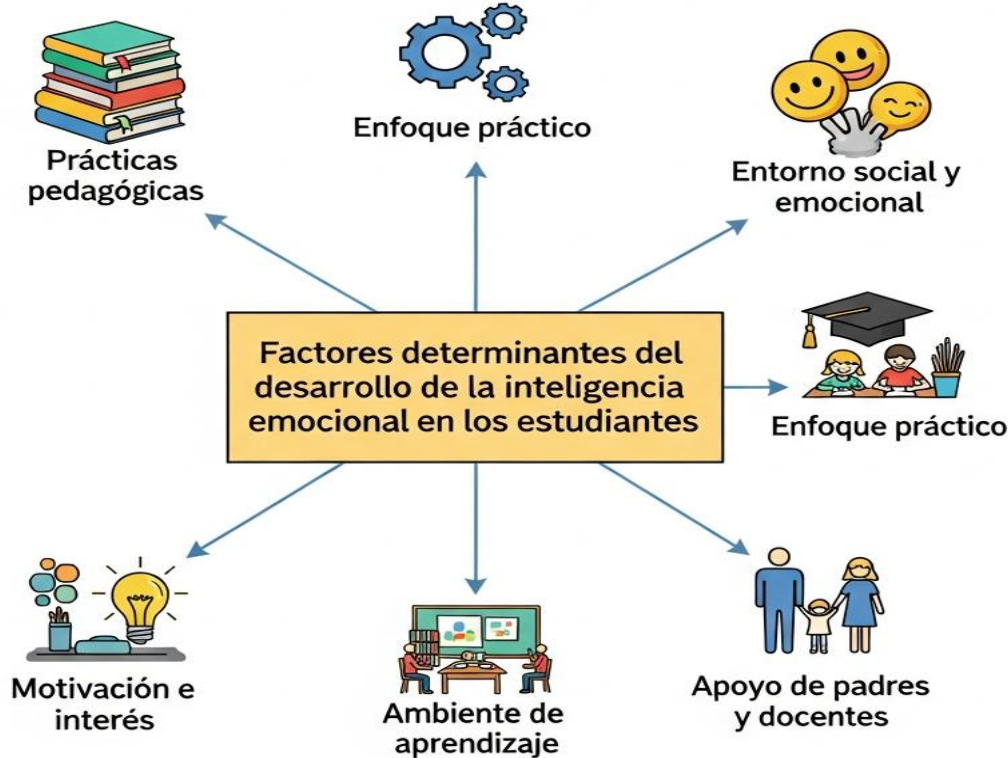 Prácticas
pedagógicas
Enfoque práctico
Entorno social y
emocional
Factores determinantes del
desarrollo de la inteligencia
emocional en los estudiantes
Enfoque práctico
Motivación e
interés
Ambiente de
aprendizaje
Apoyo de padres
y docentes